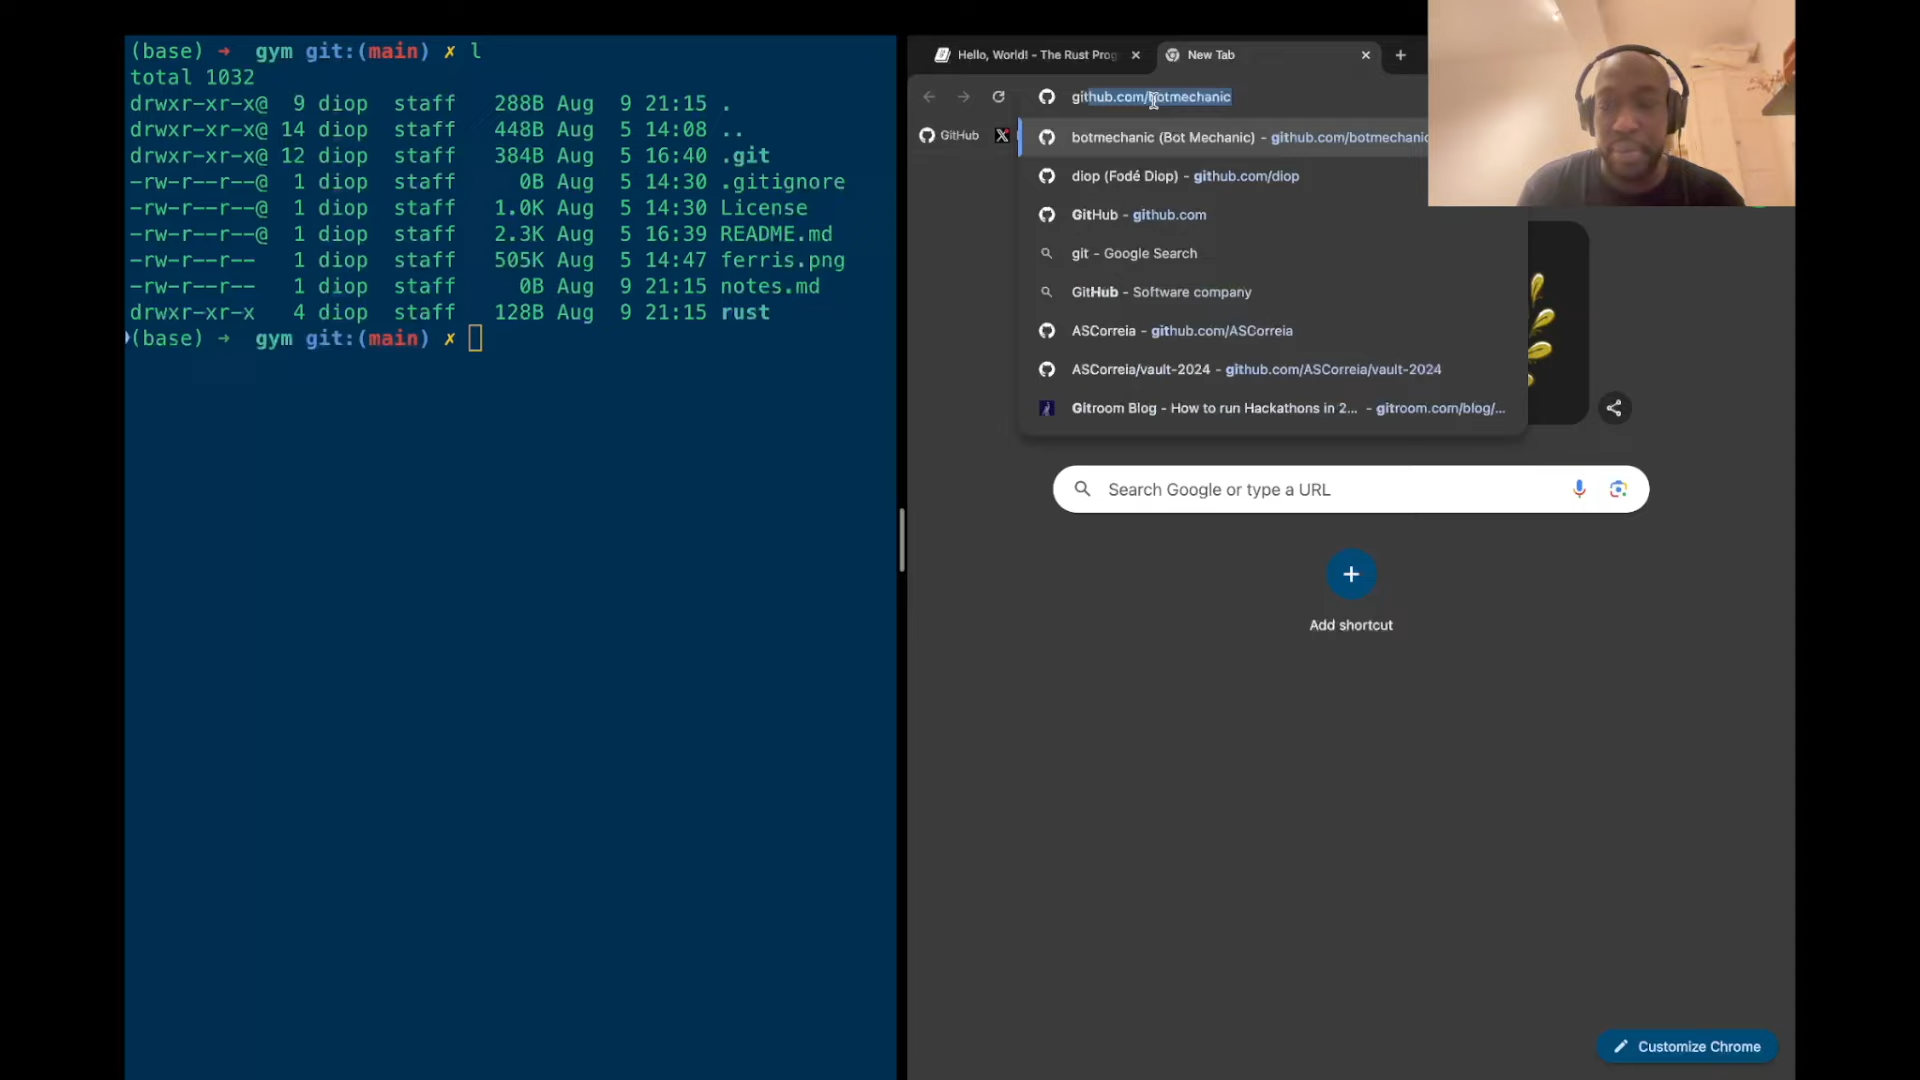 (base) → gym git:(main) ✗ l
total 1032
drwxr-xr-x@ 9 diop staff 288B Aug 9 21:15 .
drwxr-xr-x@ 14 diop staff 448B Aug 5 14:08 ..
drwxr-xr-x@ 12 diop staff 384B Aug 5 16:40 .git
-rw-r--r--@ 1 diop staff 0B Aug 5 14:30 .gitignore
-rw-r--r--@ 1 diop staff 1.0K Aug 5 14:30 License
-rw-r--r--@ 1 diop staff 2.3K Aug 5 16:39 README.md
-rw-r--r-- 1 diop staff 505K Aug 5 14:47 ferris.png
-rw-r--r-- 1 diop staff 0B Aug 9 21:15 notes.md
drwxr-xr-x 4 diop staff 128B Aug 9 21:15 rust
(base) → gym git:(main) ✗
Hello, World! - The Rust Prog
New Tab
github.com/botmechanic
GitHub
botmechanic (Bot Mechanic) - github.com/botmechanic
diop (Fodé Diop) - github.com/diop
GitHub - github.com
git - Google Search
GitHub - Software company
ASCorreia - github.com/ASCorreia
ASCorreia/vault-2024 - github.com/ASCorreia/vault-2024
Gitroom Blog - How to run Hackathons in 2... - gitroom.com/blog/...
Search Google or type a URL
Add shortcut
Customize Chrome